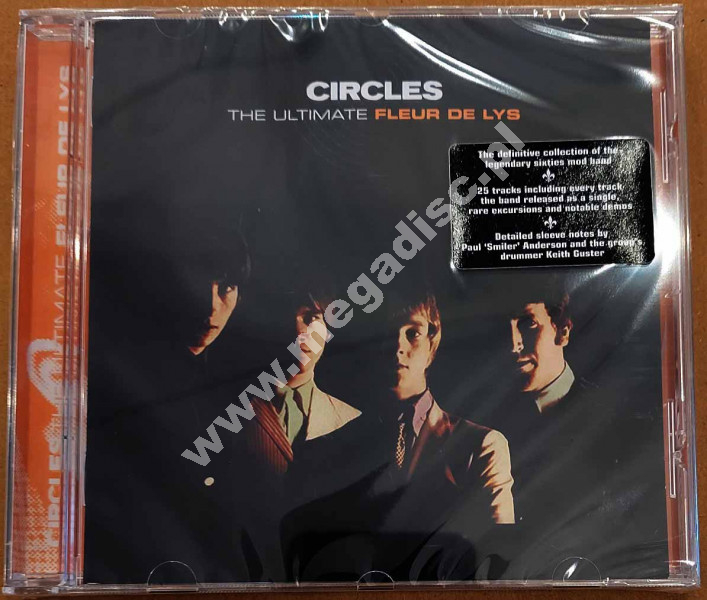 CIRCLES
THE ULTIMATE FLEUR DE LYS
The definitive collection of the
legendary sixties mod band
25 tracks including every track
the band released as a single,
rare excursions and notable demos
Detailed sleeve notes by
Paul 'Smiler' Anderson and the group's
drummer Keith Guster
CIRCLES THE ULTIMATE FLEUR DE LYS
www.megadisc.pl